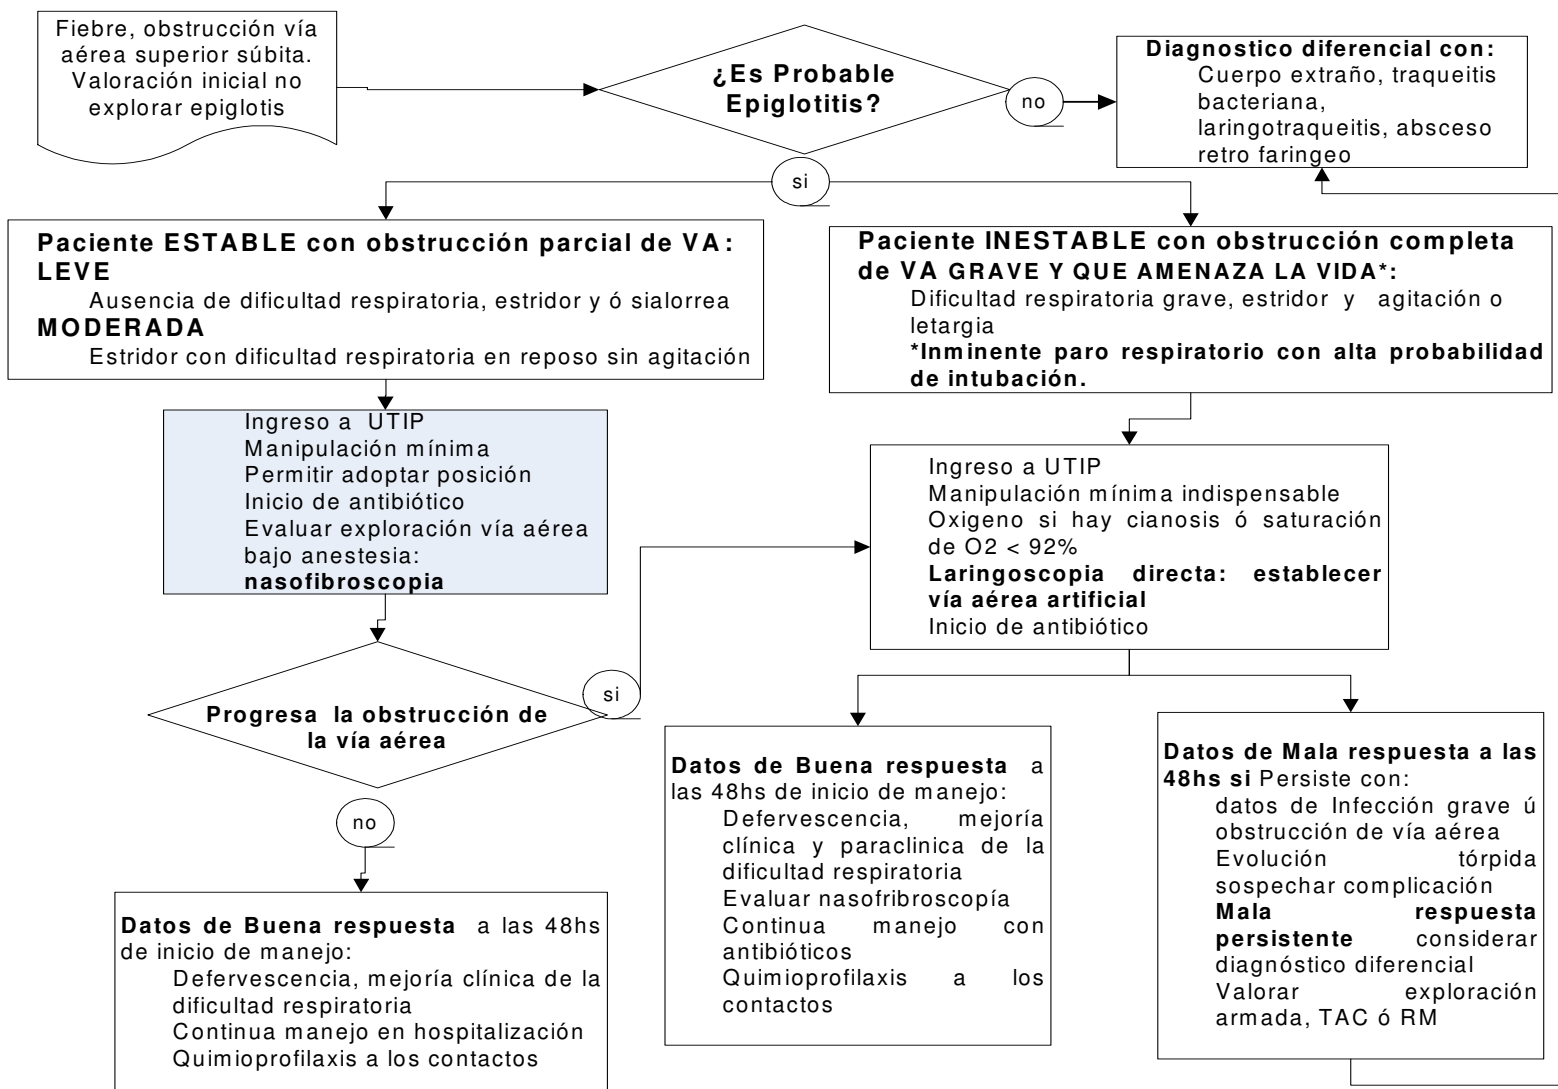 Fiebre, obstrucción vía
aérea superior súbita.
Valoración inicial no
explorar epiglotis
¿Es Probable
Epiglotitis?
no
Diagnostico diferencial con:
Cuerpo extraño, traqueitis
bacteriana,
laringotraqueitis, absceso
retro faringeo
si
Paciente ESTABLE con obstrucción parcial de VA:
LEVE
Ausencia de dificultad respiratoria, estridor y ó sialorrea
MODERADA
Estridor con dificultad respiratoria en reposo sin agitación
Paciente INESTABLE con obstrucción completa
de VA GRAVE Y QUE AMENAZA LA VIDA*:
Dificultad respiratoria grave, estridor y agitación o
letargia
*Inminente paro respiratorio con alta probabilidad
de intubación.
Ingreso a UTIP
Manipulación mínima
Permitir adoptar posición
Inicio de antibiótico
Evaluar exploración vía aérea
bajo anestesia:
nasofibroscopia
Ingreso a UTIP
Manipulación mínima indispensable
Oxigeno si hay cianosis ó saturación
de O2 < 92%
Laringoscopia directa: establecer
vía aérea artificial
Inicio de antibiótico
Progresa la obstrucción de
la vía aérea
si
no
Datos de Buena respuesta a las 48hs
de inicio de manejo:
Defervescencia, mejoría clínica de la
dificultad respiratoria
Continua manejo en hospitalización
Quimioprofilaxis a los contactos
Datos de Buena respuesta a
las 48hs de inicio de manejo:
Defervescencia, mejoría
clínica y paraclinica de la
dificultad respiratoria
Evaluar nasofribroscopía
Continua manejo con
antibióticos
Quimioprofilaxis a los
contactos
Datos de Mala respuesta a las
48hs si Persiste con:
datos de Infección grave ú
obstrucción de vía aérea
Evolución tórpida
sospechar complicación
Mala respuesta
persistente considerar
diagnóstico diferencial
Valorar exploración
armada, TAC ó RM